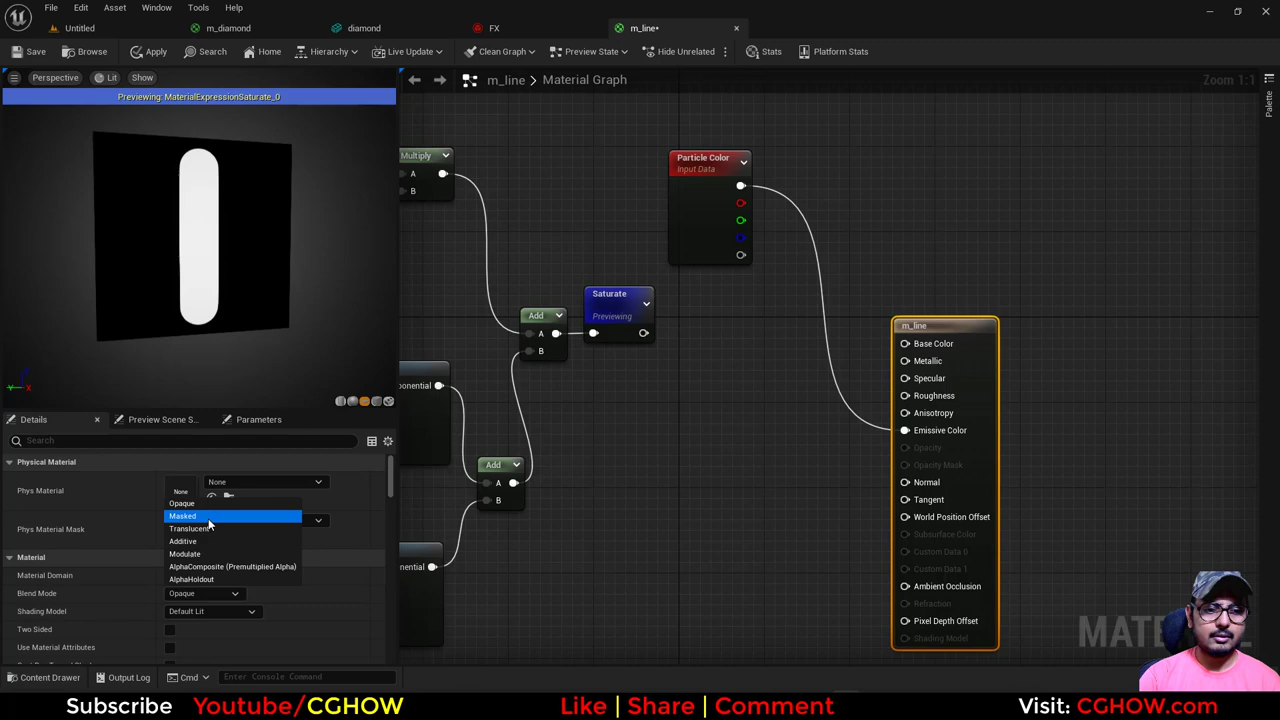 File Edit Asset Window Tools Help
Untitled m_diamond diamond FX m_line•
Save Browse Apply Search Home Hierarchy Live Update Clean Graph Preview State Hide Unrelated Stats Platform Stats
Perspective Lit Show
m_line > Material Graph
Zoom 1:1
Palette
Previewing: MaterialExpressionSaturate_0
Multiply
A
B
Particle Color
Input Data
Saturate
Previewing
Add
A
B
onential
Add
A
B
nential
m_line
Base Color
Metallic
Specular
Roughness
Anisotropy
Emissive Color
Opacity
Opacity Mask
Normal
Tangent
World Position Offset
Subsurface Color
Custom Data 0
Custom Data 1
Ambient Occlusion
Refraction
Pixel Depth Offset
Shading Model
Details Preview Scene S... Parameters
Search
Physical Material
Phys Material None None
Phys Material Mask
Opaque
Masked
Translucent
Additive
Modulate
AlphaComposite (Premultiplied Alpha)
AlphaHoldout
Material
Material Domain
Blend Mode Opaque
Shading Model Default Lit
Two Sided
Use Material Attributes
Content Drawer Output Log Cmd Enter Console Command
Subscribe Youtube/CGHOW Like | Share | Comment Visit: CGHOW.com